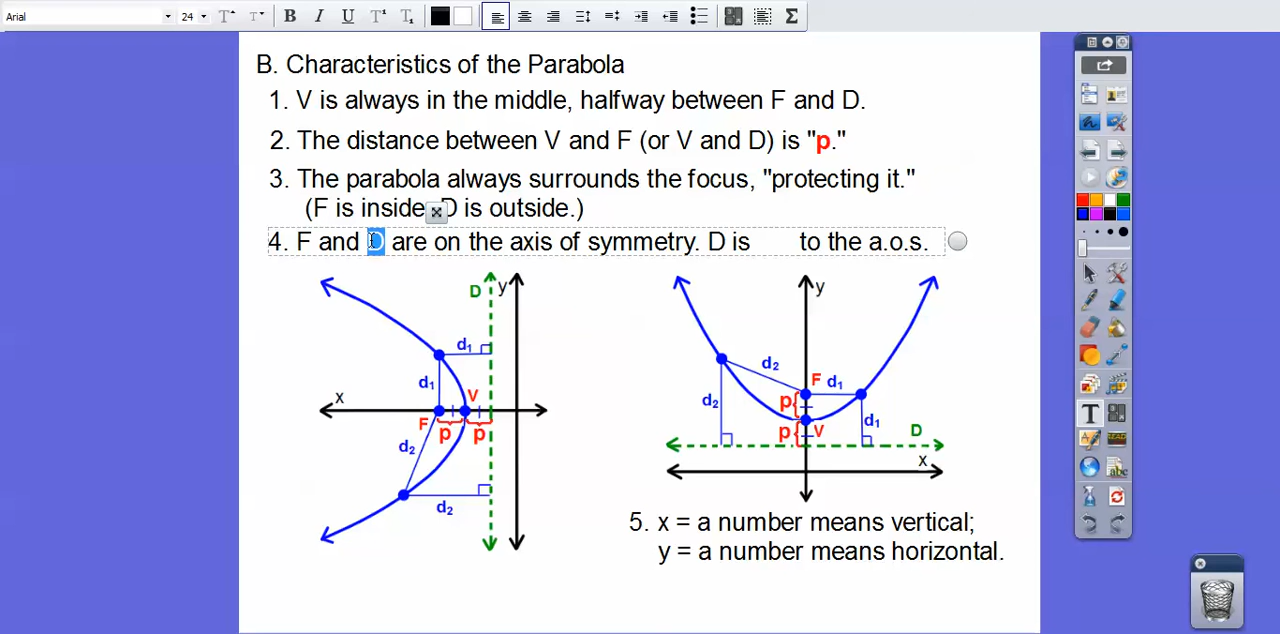 Arial 24 T T B I U T¹ T₁ Σ
B. Characteristics of the Parabola
1. V is always in the middle, halfway between F and D.
2. The distance between V and F (or V and D) is "p."
3. The parabola always surrounds the focus, "protecting it."
(F is inside D is outside.)
4. F and D are on the axis of symmetry. D is to the a.o.s.
D y
d₁
x d₁ V
F p p
d₂
d₂
y
d₂ F d₁
d₂ p
p V d₁ D
x
5. x = a number means vertical;
y = a number means horizontal.